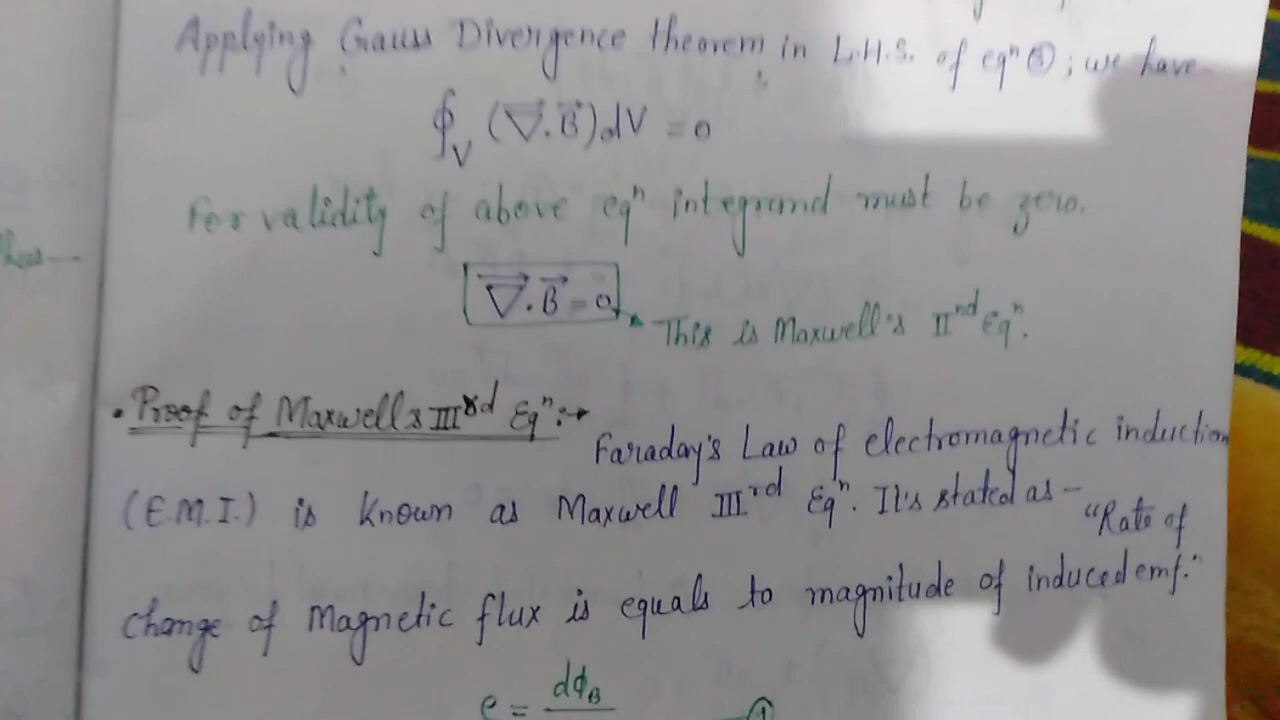 Applying Gauss Divergence theorem in L.H.S. of eqⁿ ③; we have
∮_V (∇⃗.B⃗)dV = 0
For validity of above eqⁿ integrand must be zero.
∇⃗.B⃗ = 0
This is Maxwell's IIⁿᵈ Eqⁿ.
• Proof of Maxwell's IIIʳᵈ Eqⁿ:→
Faraday's Law of electromagnetic induction
(E.M.I.) is known as Maxwell IIIʳᵈ Eqⁿ. It's stated as –
"Rate of
change of Magnetic flux is equals to magnitude of induced emf."
e = dϕ_B
①